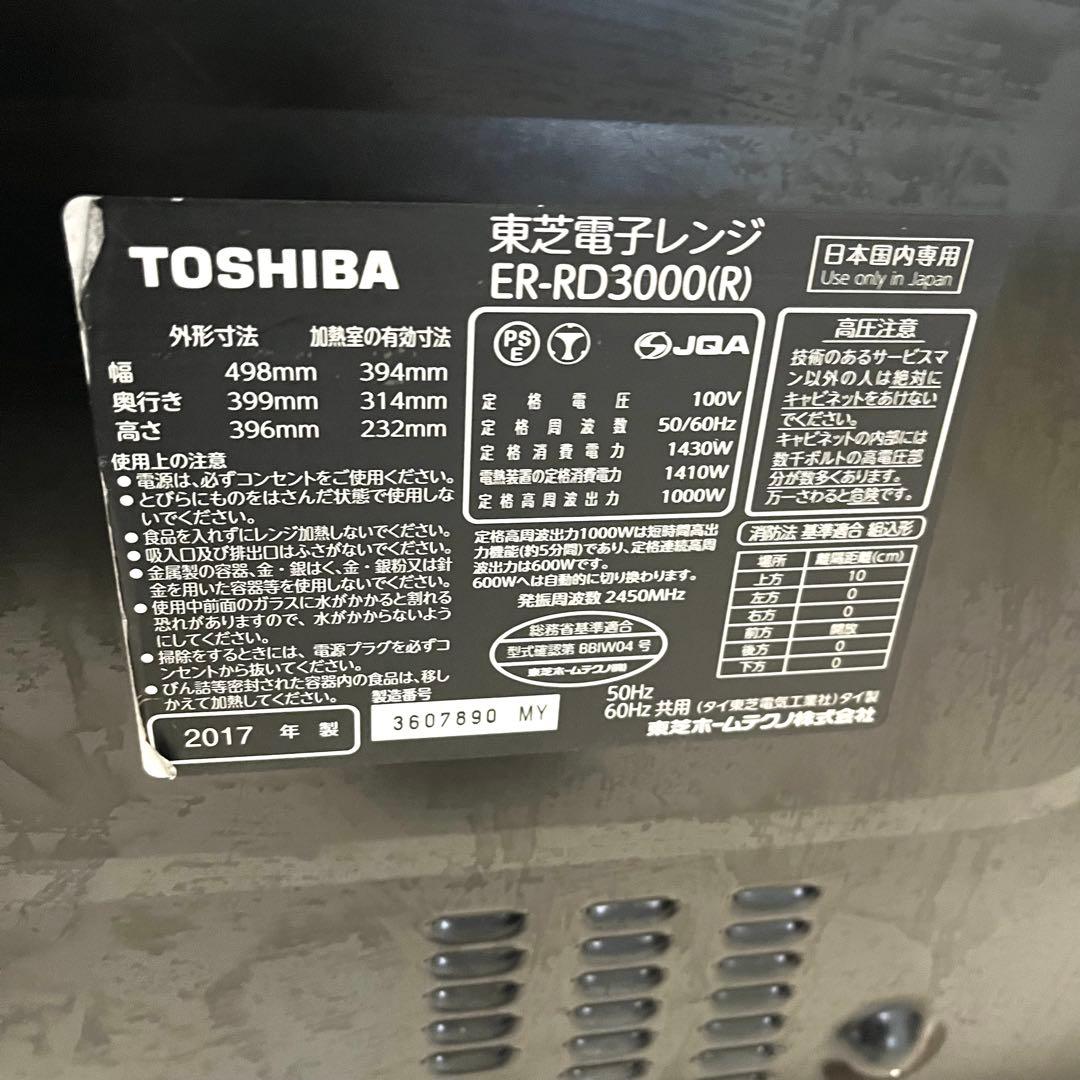 TOSHIBA
東芝電子レンジ
ER-RD3000(R)
日本国内専用
Use only in Japan
外形寸法 加熱室の有効寸法
幅 498mm 394mm
奥行き 399mm 314mm
高さ 396mm 232mm
使用上の注意
●電源は、必ずコンセントをご使用ください。
●とびらにものをはさんだ状態で使用しな
いでください。
●食品を入れずにレンジ加熱しないでください。
●吸入口及び排出口はふさがないでください。
●金属製の容器、金・銀はく、金・銀粉又は針
金を用いた容器等を使用しないでください。
●使用中前面のガラスに水がかかると割れる
恐れがありますので、水がかからないよう
にしてください。
●掃除をするときには、電源プラグを必ずコ
ンセントから抜いてください。
●びん詰等密封された容器内の食品は、移し
かえて加熱してください。
2017 年 製
製造番号
3607890 MY
PS
E
JQA
定格電圧 100V
定格周波数 50/60Hz
定格消費電力 1430W
電熱装置の定格消費電力 1410W
定格高周波出力 1000W
定格高周波出力1000Wは短時間高出
力機能(約5分間)であり、定格連続高周
波出力は600Wです。
600Wへは自動的に切り換わります。
発振周波数 2450MHz
総務省基準適合
型式確認第 BBIW04 号
東芝ホームテクノ(株)
50Hz
60Hz 共用 (タイ東芝電気工業社)タイ製
東芝ホームテクノ株式会社
高圧注意
技術のあるサービスマ
ン以外の人は絶対に
キャビネットをあけない
でください。
キャビネットの内部には
数千ボルトの高電圧部
分が数多くあります。
万一さわると危険です。
消防法 基準適合 組込形
場所 離隔距離(cm)
上方 10
左方 0
右方 0
前方 開放
後方 0
下方 0